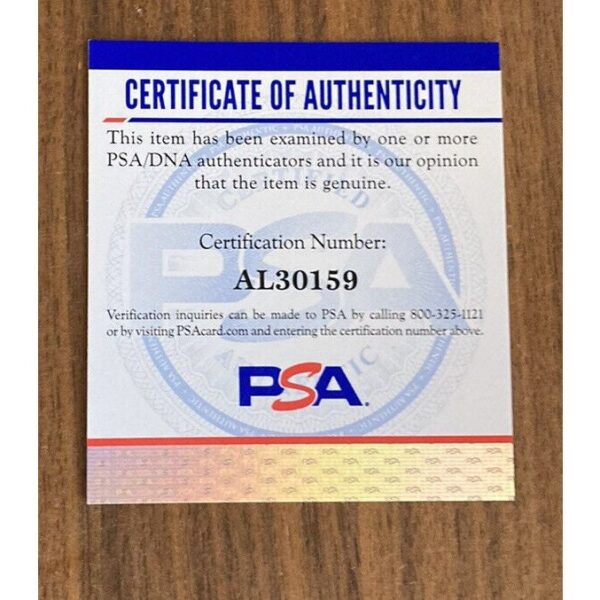 CERTIFICATE OF AUTHENTICITY
This item has been examined by one or more
PSA/DNA authenticators and it is our opinion
that the item is genuine.
Certification Number:
AL30159
Verification inquiries can be made to PSA by calling 800-325-1121
or by visiting PSAcard.com and entering the certification number above.
PSA.